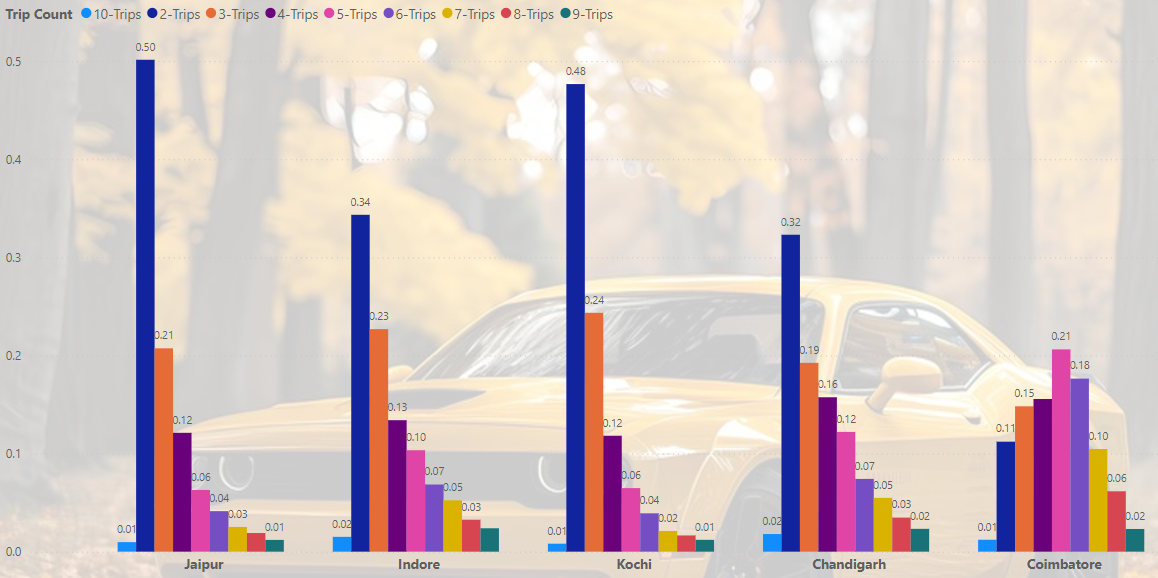 Trip Count 10-Trips 2-Trips 3-Trips 4-Trips 5-Trips 6-Trips 7-Trips 8-Trips 9-Trips
0.5
0.4
0.3
0.2
0.1
0.0
0.01 0.50 0.21 0.12 0.06 0.04 0.03 0.01
0.02 0.34 0.23 0.13 0.10 0.07 0.05 0.03
0.01 0.48 0.24 0.12 0.06 0.04 0.02 0.01
0.02 0.32 0.19 0.16 0.12 0.07 0.05 0.03 0.02
0.01 0.11 0.15 0.21 0.18 0.10 0.06 0.02
Jaipur Indore Kochi Chandigarh Coimbatore